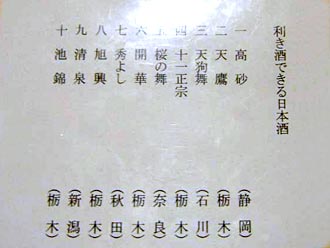 利き酒できる日本酒
一 高砂 (静岡)
二 天鷹 (栃木)
三 天狗舞 (石川)
四 十一正宗 (栃木)
五 桜の舞 (奈良)
六 開華 (栃木)
七 秀よし (秋田)
八 旭興 (栃木)
九 清泉 (新潟)
十 池錦 (栃木)